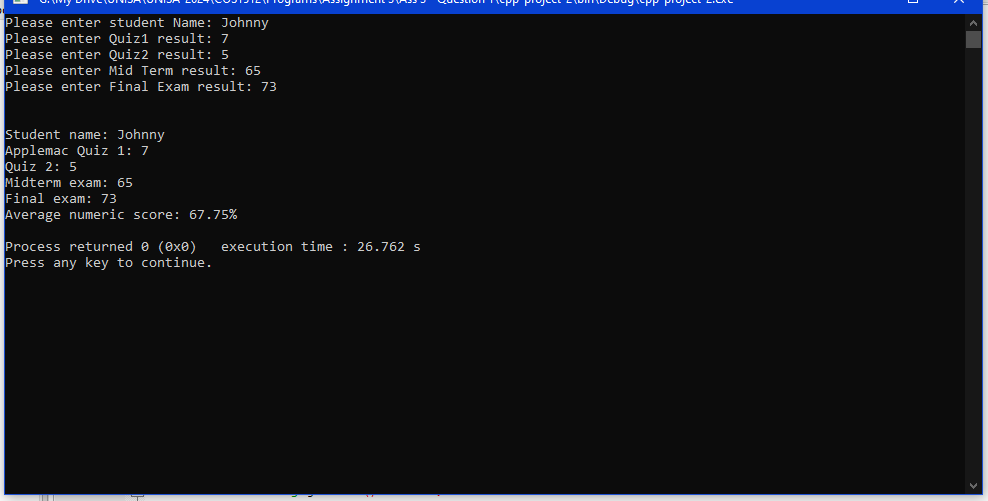 Please enter student Name: Johnny
Please enter Quiz1 result: 7
Please enter Quiz2 result: 5
Please enter Mid Term result: 65
Please enter Final Exam result: 73
Student name: Johnny
Applemac Quiz 1: 7
Quiz 2: 5
Midterm exam: 65
Final exam: 73
Average numeric score: 67.75%
Process returned 0 (0x0)   execution time : 26.762 s
Press any key to continue.